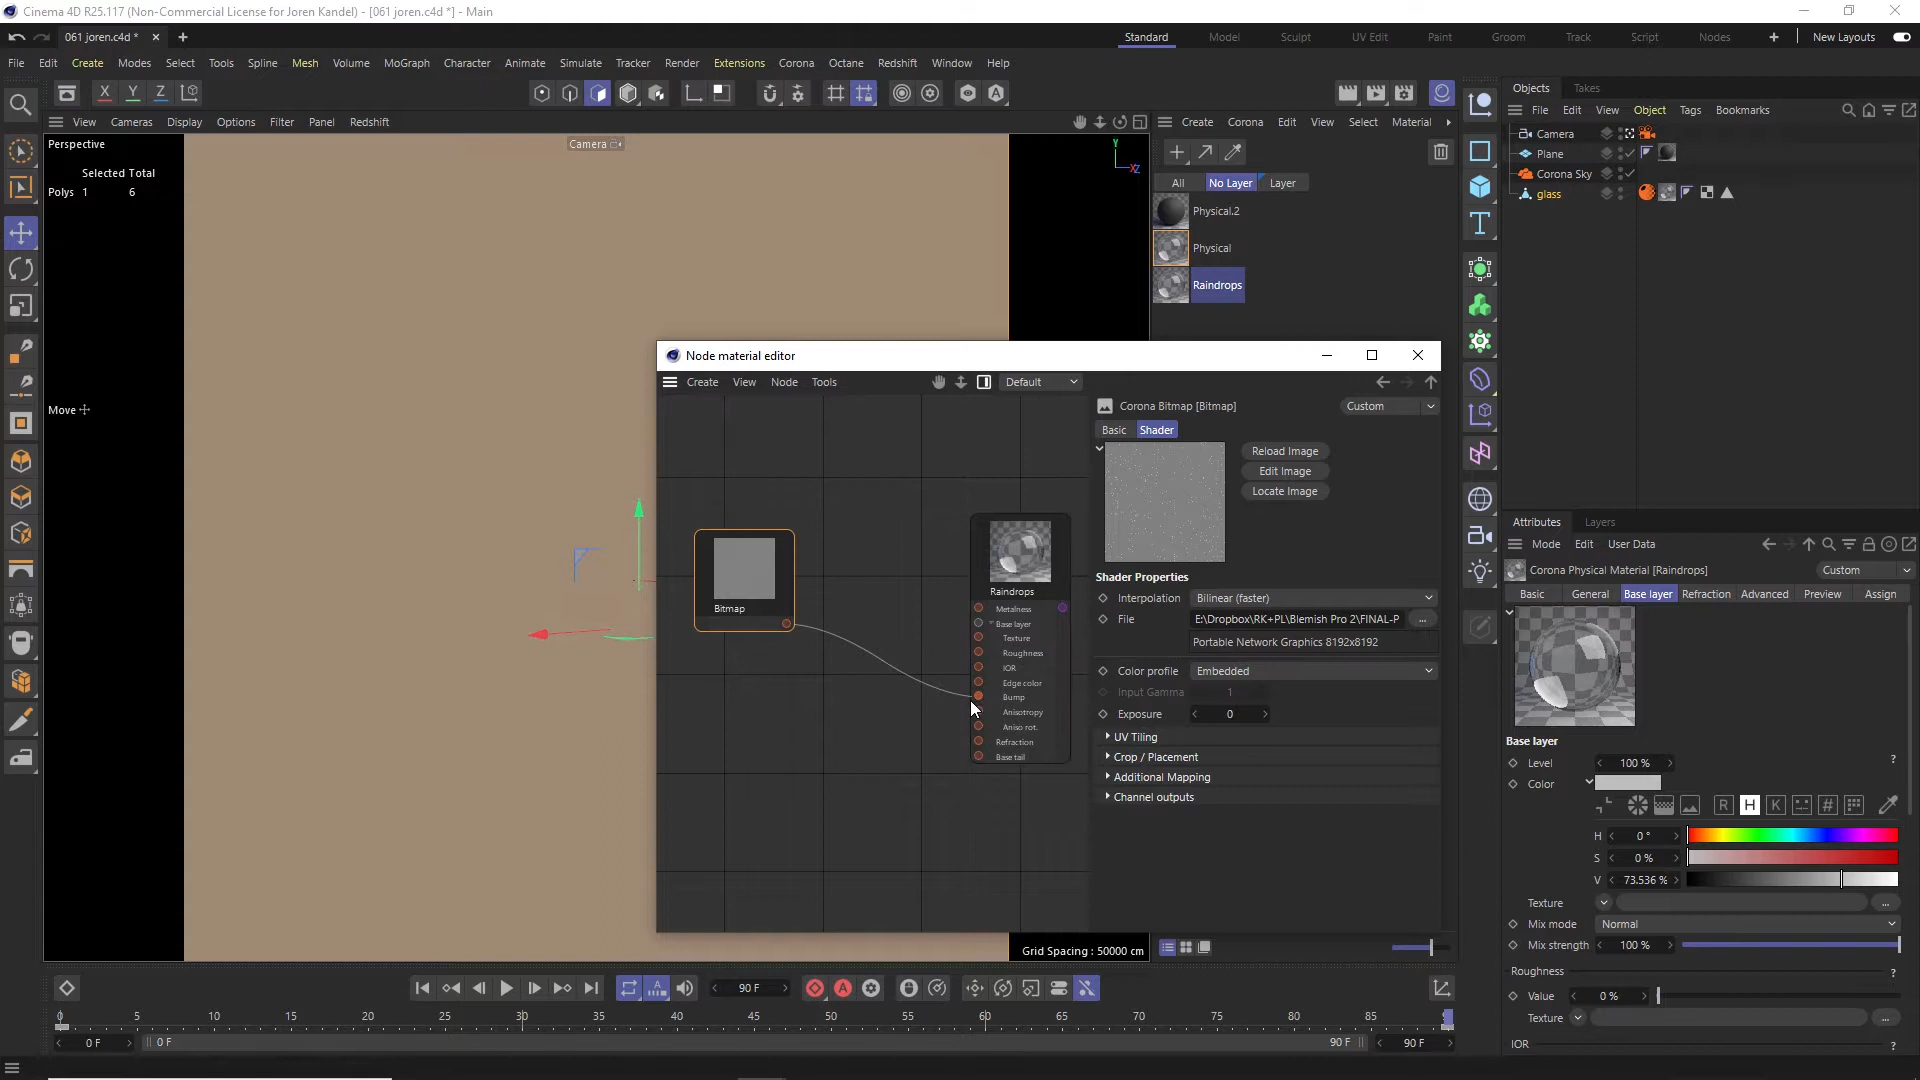 Cinema 4D R25.117 (Non-Commercial License for Joren Kandel) - [061 joren.c4d *] - Main
061 joren.c4d *
Standard Model Sculpt UV Edit Paint Groom Track Script Nodes New Layouts
File Edit Create Modes Select Tools Spline Mesh Volume MoGraph Character Animate Simulate Tracker Render Extensions Corona Octane Redshift Window Help
X Y Z
Objects Takes
File Edit View Object Tags Bookmarks
View Cameras Display Options Filter Panel Redshift
Create Corona Edit View Select Material
Perspective
Camera
Selected Total
Polys 1 6
Y
X Z
All No Layer Layer
Physical.2
Physical
Raindrops
Camera
Plane
Corona Sky
glass
Move
Node material editor
Create View Node Tools Default
Corona Bitmap [Bitmap] Custom
Basic Shader
Reload Image
Edit Image
Locate Image
Bitmap
Raindrops
Metalness
Base layer
Texture
Roughness
IOR
Edge color
Bump
Anisotropy
Aniso rot.
Refraction
Base tail
Shader Properties
Interpolation Bilinear (faster)
File E:\Dropbox\RK+PL\Blemish Pro 2\FINAL-P ...
Portable Network Graphics 8192x8192
Color profile Embedded
Input Gamma 1
Exposure 0
UV Tiling
Crop / Placement
Additional Mapping
Channel outputs
Grid Spacing : 50000 cm
Attributes Layers
Mode Edit User Data
Corona Physical Material [Raindrops] Custom
Basic General Base layer Refraction Advanced Preview Assign
Base layer
Level 100 % ?
Color
R H K #
H 0 °
S 0 %
V 73.536 %
Texture ...
Mix mode Normal
Mix strength 100 %
Roughness ?
Value 0 %
Texture ...
IOR ?
90 F
0 5 10 15 20 25 30 35 40 45 50 55 60 65 70 75 80 85
0 F 0 F 90 F 90 F